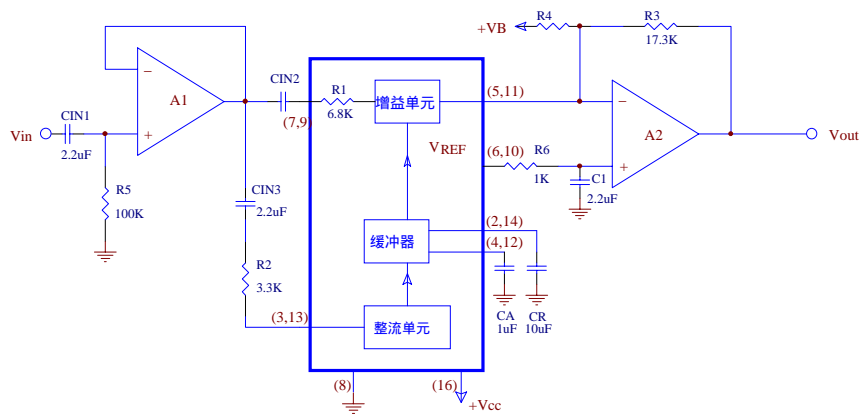 R4
R3
+VB
17.3K
CIN2
A1
R1
增益单元
(5,11)
6.8K
CIN1
(7,9)
A2
Vin
Vout
VREF
(6,10)
R6
2.2uF
1K
C1
2.2uF
R5
100K
CIN3
2.2uF
(2,14)
缓冲器
(4,12)
R2
3.3K
CA
1uF
CR
10uF
(3,13)
整流单元
(8)
(16)
+Vcc